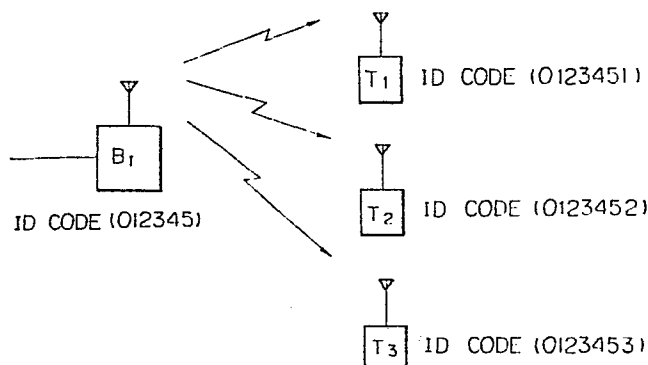 T1 ID CODE (0123451)
B1
ID CODE (012345)
T2 ID CODE (0123452)
T3 ID CODE (0123453)